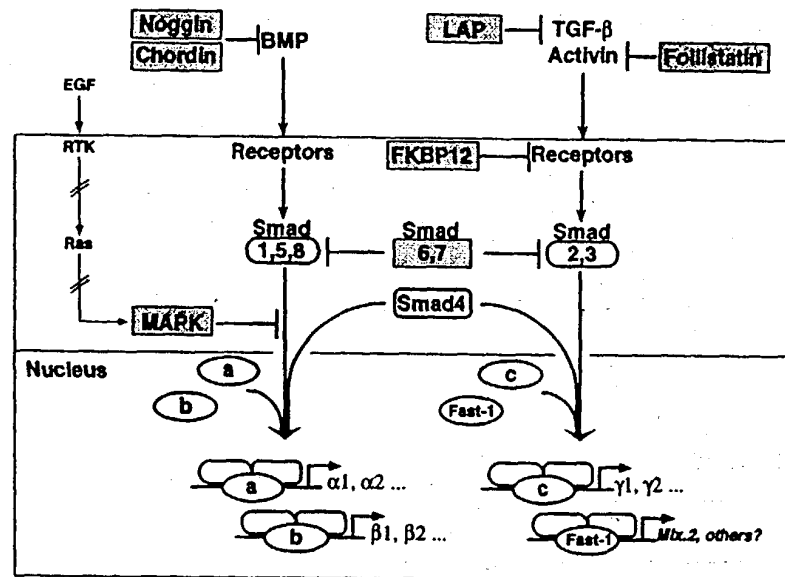 Noggin
Chordin
BMP
LAP
TGF-β
Activin
Follistatin
EGF
RTK
Receptors
FKBP12
Receptors
Ras
Smad
1,5,8
Smad
6,7
Smad
2,3
MAPK
Smad4
Nucleus
a
b
c
Fast-1
a
α1, α2 ...
b
β1, β2 ...
c
γ1, γ2 ...
Fast-1
Mix.2, others?